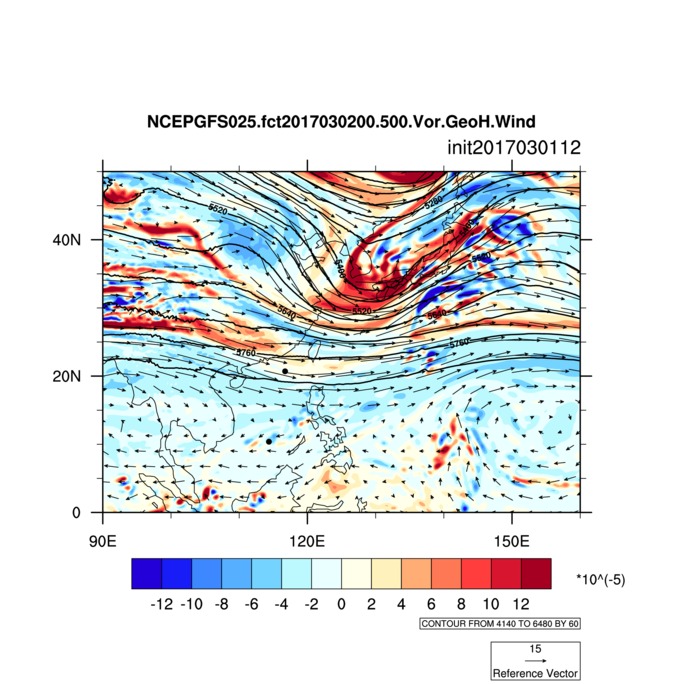 NCEPGFS025.fct2017030200.500.Vor.GeoH.Wind
init2017030112
5520
5280
40N
5400
5640
5520
5640
5760
5760
20N
0
90E 120E 150E
*10^(-5)
-12 -10 -8 -6 -4 -2 0 2 4 6 8 10 12
CONTOUR FROM 4140 TO 6480 BY 60
15
Reference Vector